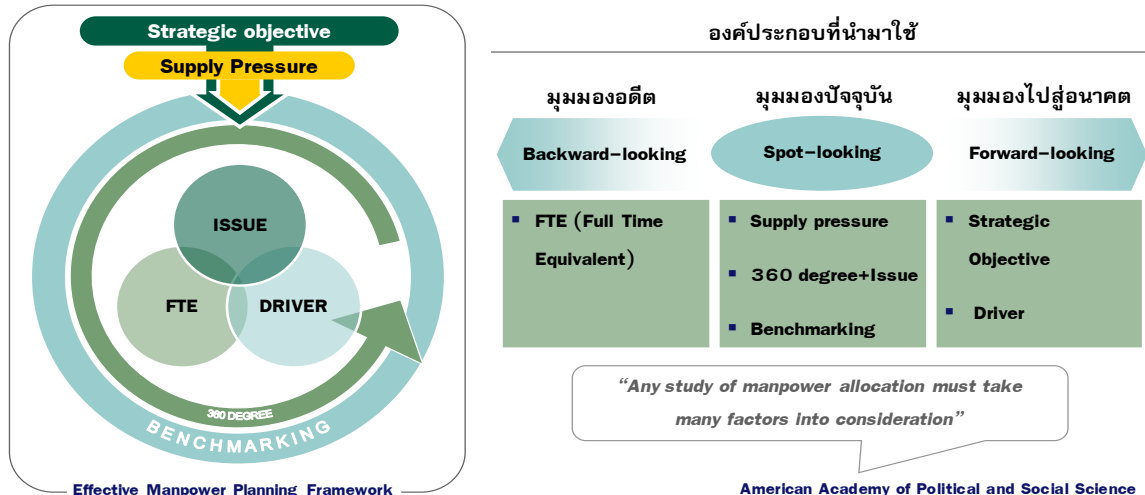 Strategic objective
Supply Pressure
ISSUE
FTE
DRIVER
360 DEGREE
BENCHMARKING
Effective Manpower Planning Framework
องค์ประกอบที่นำมาใช้
มุมมองอดีต
Backward-looking
▪ FTE (Full Time
Equivalent)
มุมมองปัจจุบัน
Spot-looking
▪ Supply pressure
▪ 360 degree+Issue
▪ Benchmarking
มุมมองไปสู่อนาคต
Forward-looking
▪ Strategic
Objective
▪ Driver
“Any study of manpower allocation must take
many factors into consideration”
American Academy of Political and Social Science